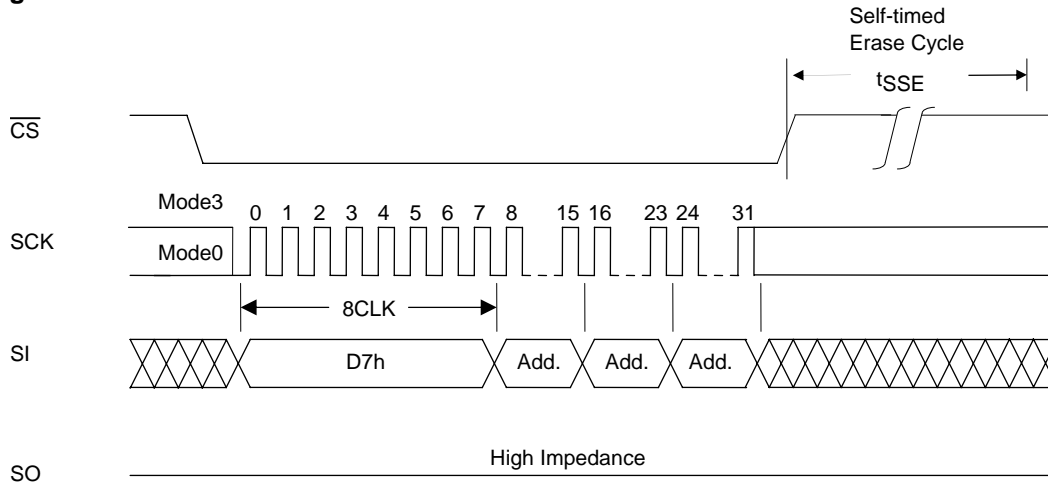 Self-timed
Erase Cycle
tSSE
CS
Mode3
0 1 2 3 4 5 6 7 8 15 16 23 24 31
SCK
Mode0
8CLK
SI
D7h Add. Add. Add.
High Impedance
SO